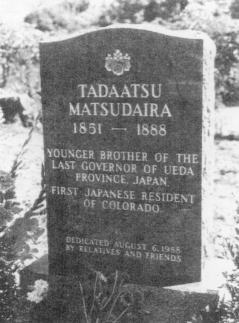 TADAATSU
MATSUDAIRA
1851 — 1888
YOUNGER BROTHER OF THE
LAST GOVERNOR OF UEDA
PROVINCE, JAPAN
FIRST JAPANESE RESIDENT
OF COLORADO
DEDICATED AUGUST 6, 1955
BY RELATIVES AND FRIENDS